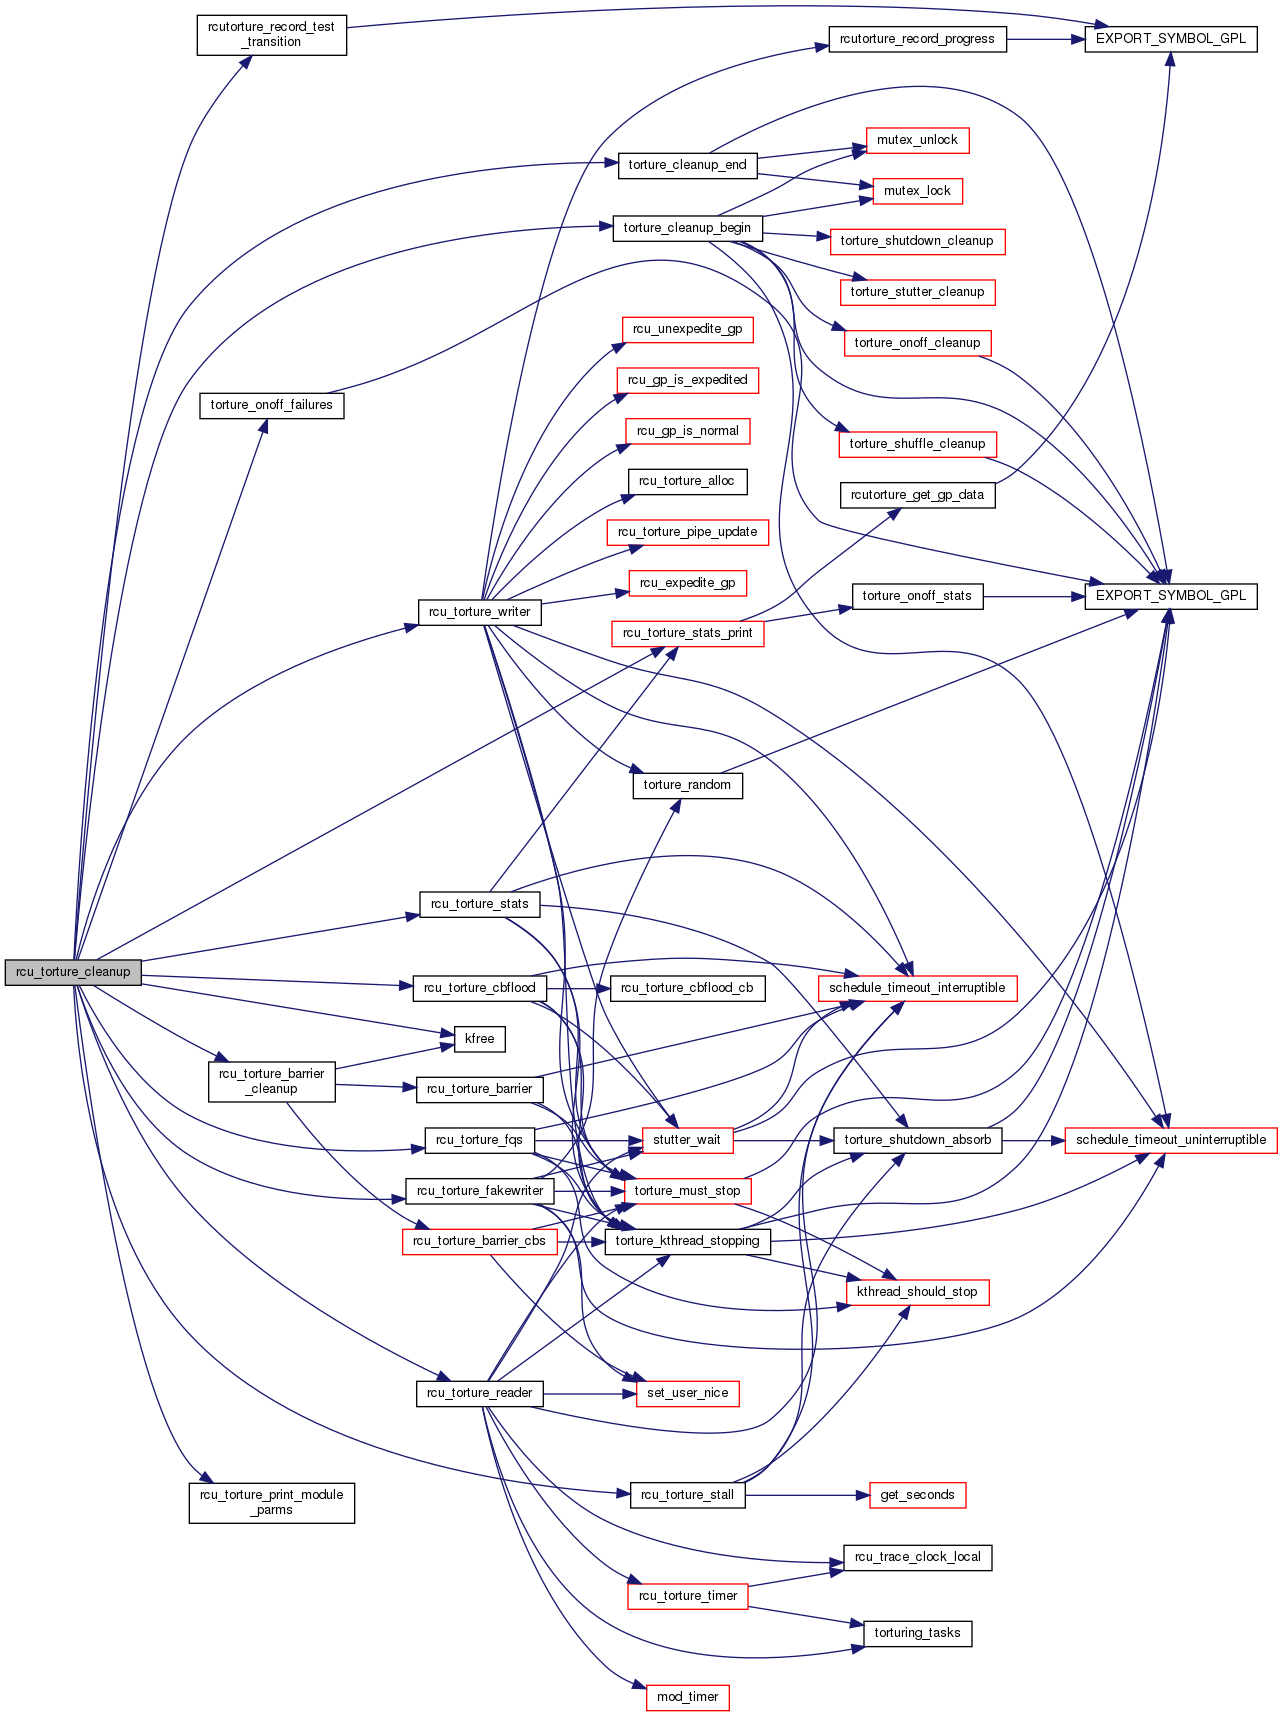 rcutorture_record_test
_transition
rcutorture_record_progress
EXPORT_SYMBOL_GPL
mutex_unlock
torture_cleanup_end
mutex_lock
torture_cleanup_begin
torture_shutdown_cleanup
torture_stutter_cleanup
rcu_unexpedite_gp
torture_onoff_cleanup
rcu_gp_is_expedited
torture_onoff_failures
rcu_gp_is_normal
torture_shuffle_cleanup
rcu_torture_alloc
rcutorture_get_gp_data
rcu_torture_pipe_update
rcu_expedite_gp
torture_onoff_stats
EXPORT_SYMBOL_GPL
rcu_torture_writer
rcu_torture_stats_print
torture_random
rcu_torture_stats
rcu_torture_cleanup
rcu_torture_cbflood
rcu_torture_cbflood_cb
schedule_timeout_interruptible
kfree
rcu_torture_barrier
_cleanup
rcu_torture_barrier
rcu_torture_fqs
stutter_wait
torture_shutdown_absorb
schedule_timeout_uninterruptible
rcu_torture_fakewriter
torture_must_stop
rcu_torture_barrier_cbs
torture_kthread_stopping
kthread_should_stop
rcu_torture_reader
set_user_nice
rcu_torture_print_module
_parms
rcu_torture_stall
get_seconds
rcu_trace_clock_local
rcu_torture_timer
torturing_tasks
mod_timer